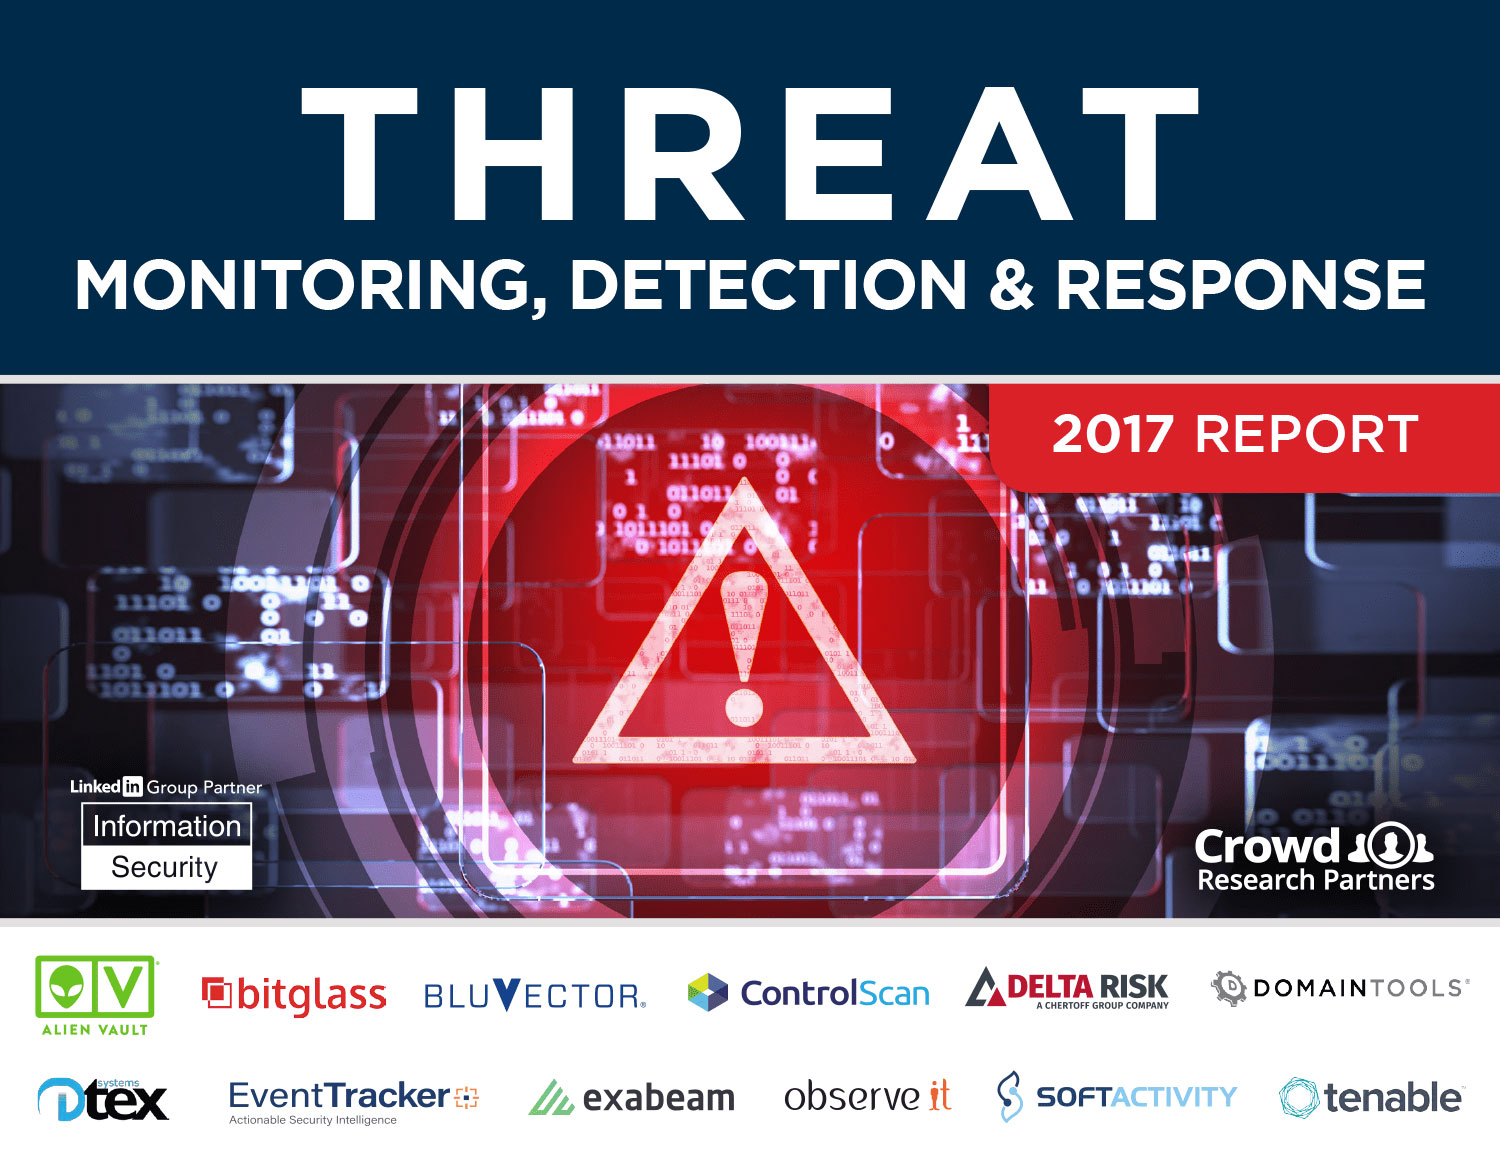 THREAT
MONITORING, DETECTION & RESPONSE
2017 REPORT
Linked in Group Partner
Information
Security
Crowd
Research Partners
ALIEN VAULT
bitglass
BLUVECTOR®
ControlScan
DELTA RISK
A CHERTOFF GROUP COMPANY
DOMAINTOOLS®
Dtex
systems
EventTracker
Actionable Security Intelligence
exabeam
observe it
SOFTACTIVITY
tenable™